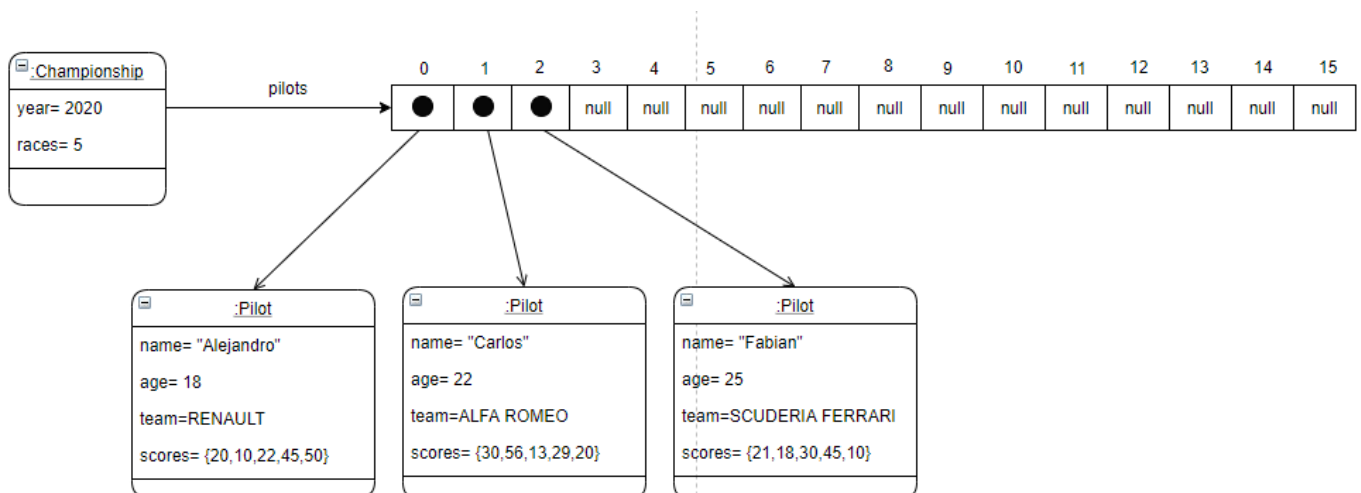 :Championship
year= 2020
races= 5
pilots
0 1 2 3 4 5 6 7 8 9 10 11 12 13 14 15
null null null null null null null null null null null null null
:Pilot
name= "Alejandro"
age= 18
team=RENAULT
scores= {20,10,22,45,50}
:Pilot
name= "Carlos"
age= 22
team=ALFA ROMEO
scores= {30,56,13,29,20}
:Pilot
name= "Fabian"
age= 25
team=SCUDERIA FERRARI
scores= {21,18,30,45,10}